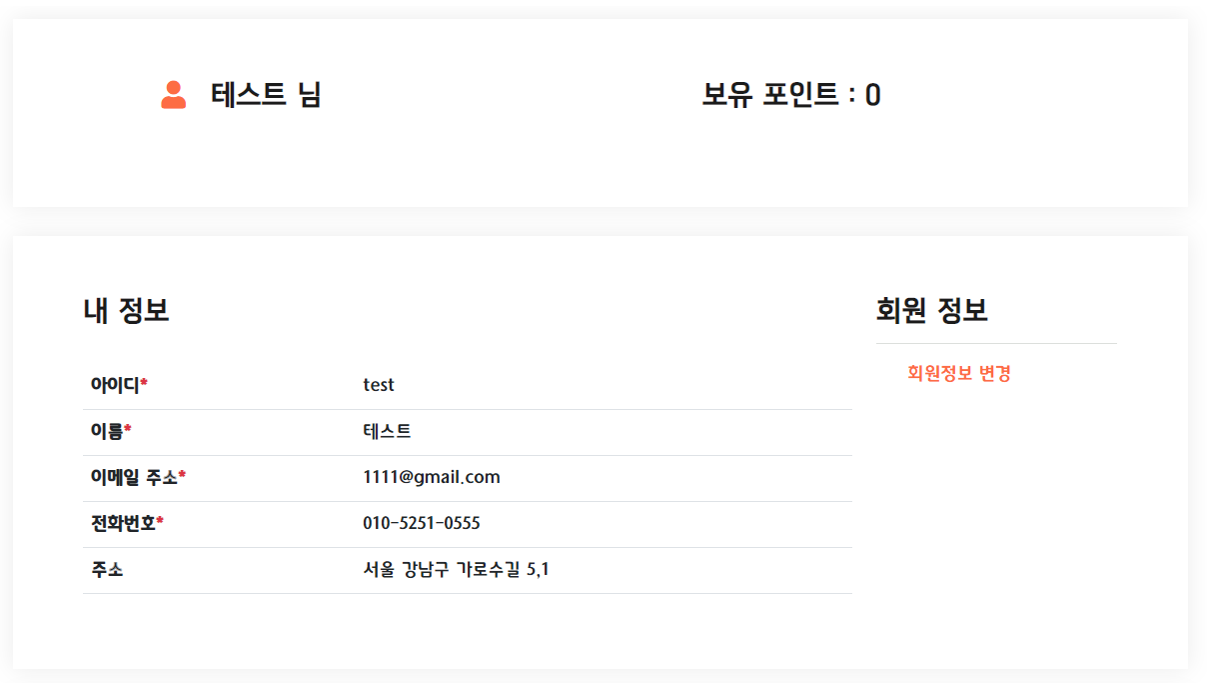 테스트 님
보유 포인트 : 0
내 정보
아이디* test
이름* 테스트
이메일 주소* 1111@gmail.com
전화번호* 010-5251-0555
주소 서울 강남구 가로수길 5,1
회원 정보
회원정보 변경